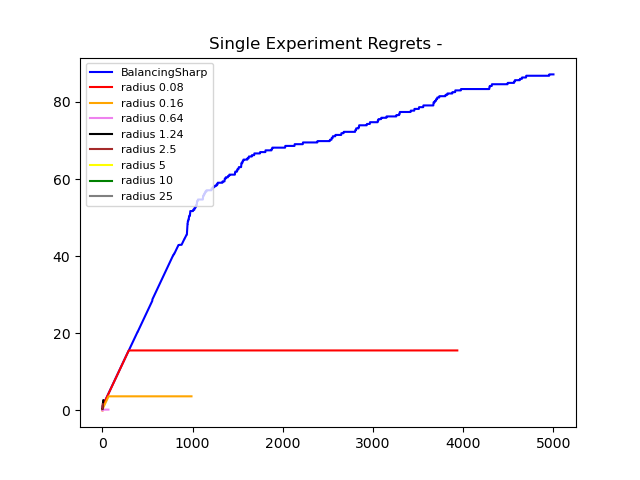 Single Experiment Regrets -
BalancingSharp
radius 0.08
radius 0.16
radius 0.64
radius 1.24
radius 2.5
radius 5
radius 10
radius 25
80
60
40
20
0
0 1000 2000 3000 4000 5000